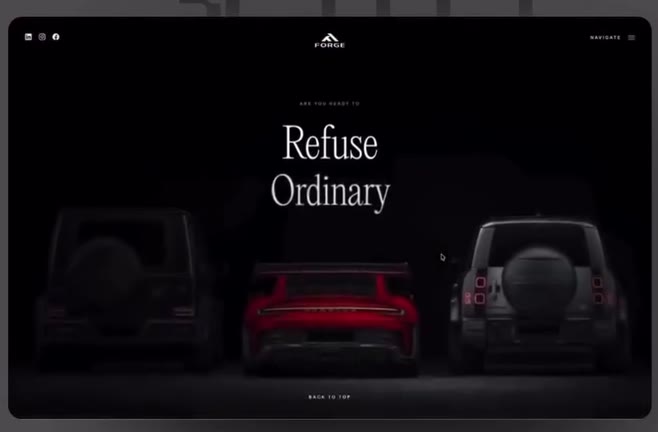 FORGE
NAVIGATE
ARE YOU READY TO
Refuse
Ordinary
BACK TO TOP